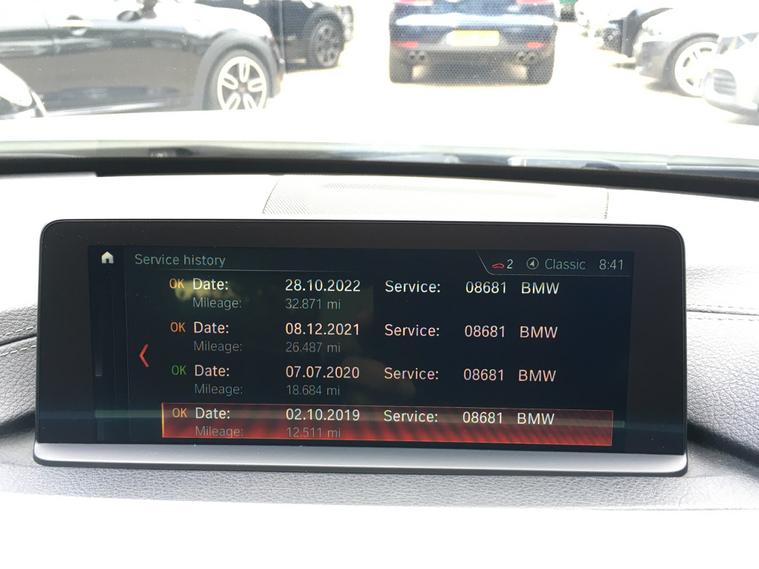 Service history 2 Classic 8:41
OK Date: 28.10.2022 Service: 08681 BMW
Mileage: 32.871 mi
OK Date: 08.12.2021 Service: 08681 BMW
Mileage: 26.487 mi
OK Date: 07.07.2020 Service: 08681 BMW
Mileage: 18.684 mi
OK Date: 02.10.2019 Service: 08681 BMW
Mileage: 12.511 mi